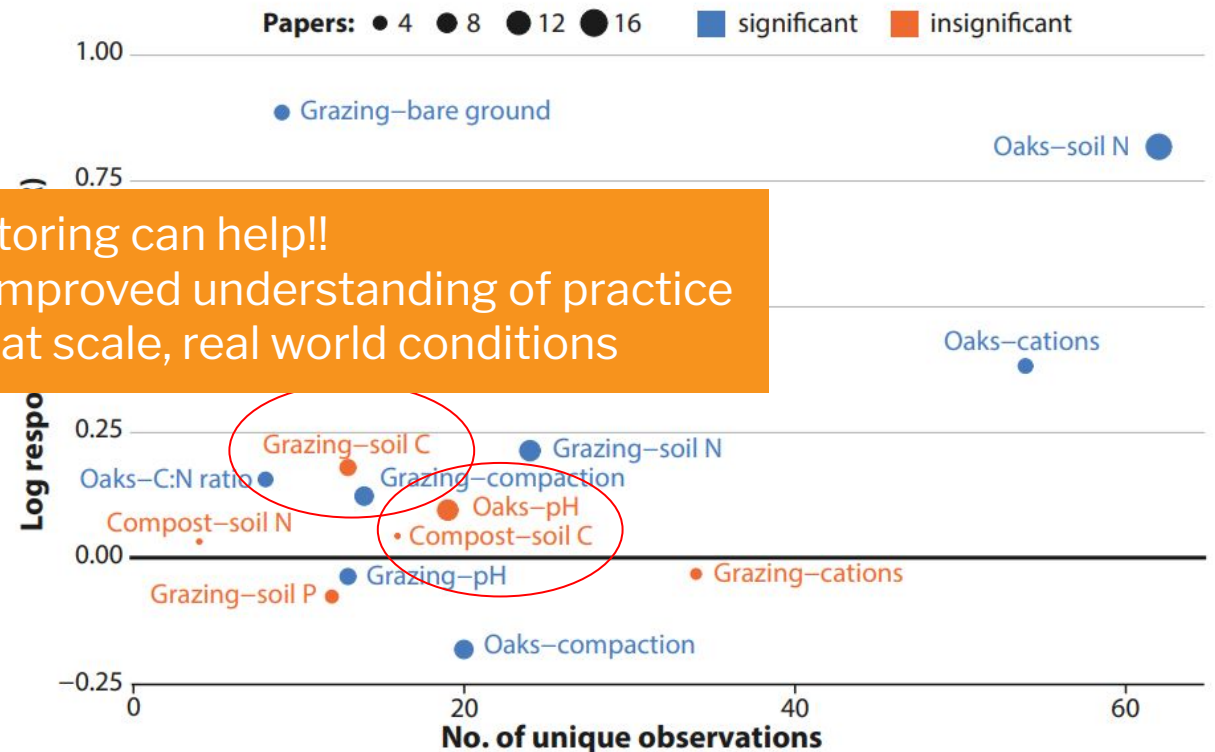 Papers: 4 8 12 16 significant insignificant
1.00
Grazing–bare ground
Oaks–soil N
0.75
toring can help!!
improved understanding of practice
at scale, real world conditions
Oaks–cations
Log respo
0.25
Grazing–soil C
Grazing–soil N
Oaks–C:N ratio
Grazing–compaction
Oaks–pH
Compost–soil N
Compost–soil C
0.00
Grazing–pH
Grazing–cations
Grazing–soil P
Oaks–compaction
−0.25
0 20 40 60
No. of unique observations